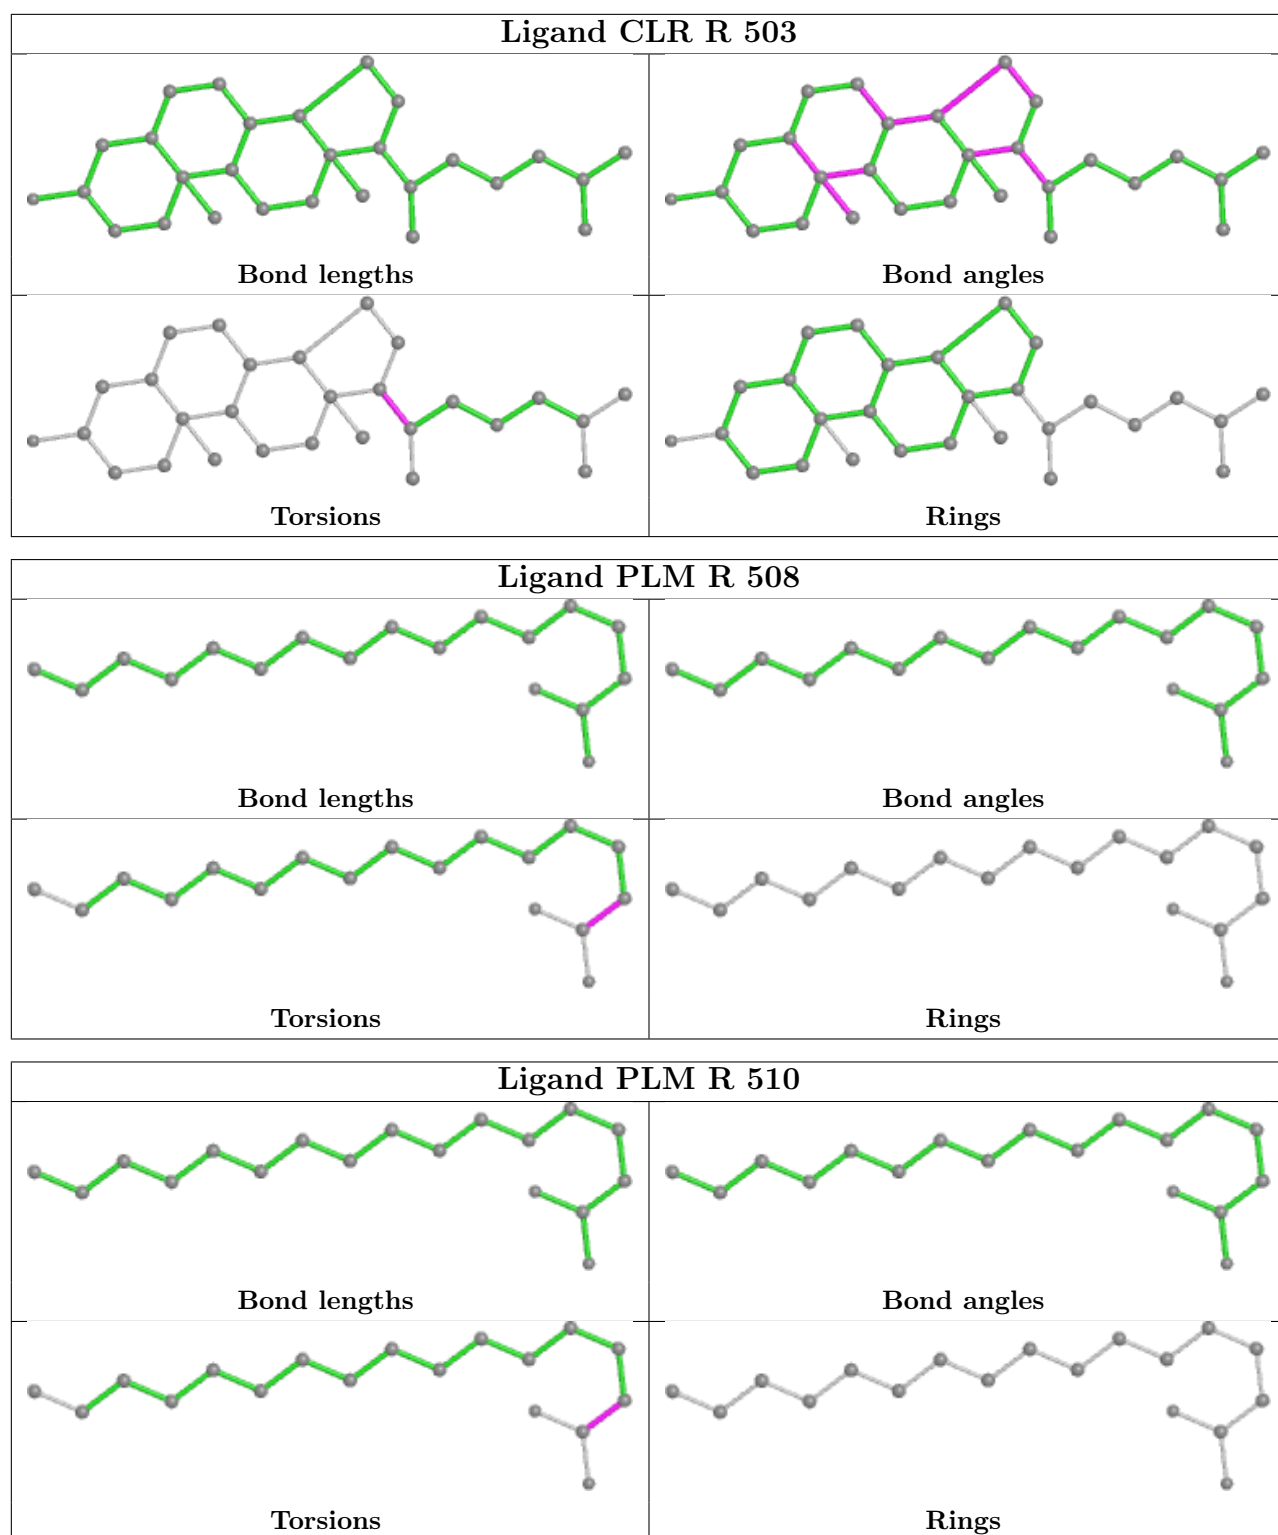 Ligand CLR R 503
Bond lengths
Bond angles
Torsions
Rings
Ligand PLM R 508
Bond lengths
Bond angles
Torsions
Rings
Ligand PLM R 510
Bond lengths
Bond angles
Torsions
Rings